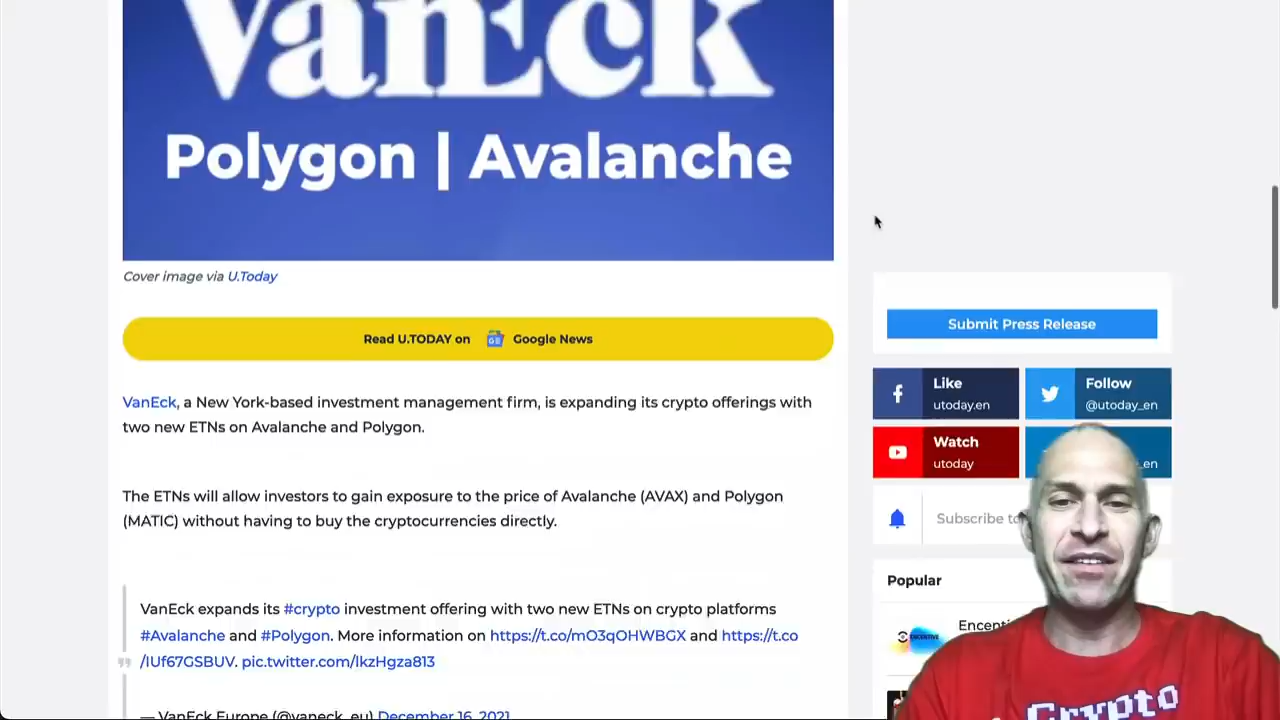 VanEck
Polygon | Avalanche
Cover image via U.Today
Read U.TODAY on GE Google News
VanEck, a New York-based investment management firm, is expanding its crypto offerings with
two new ETNs on Avalanche and Polygon.
The ETNs will allow investors to gain exposure to the price of Avalanche (AVAX) and Polygon
(MATIC) without having to buy the cryptocurrencies directly.
VanEck expands its #crypto investment offering with two new ETNs on crypto platforms
#Avalanche and #Polygon. More information on https://t.co/mO3qOHWBGX and https://t.co
/IUf67GSBUV. pic.twitter.com/lkzHgza813
— VanEck Europe (@vaneck_eu) December 16, 2021
Submit Press Release
Like
utoday.en
Follow
@utoday_en
Watch
utoday
_en
Subscribe to
Popular
Encenti
Crypto